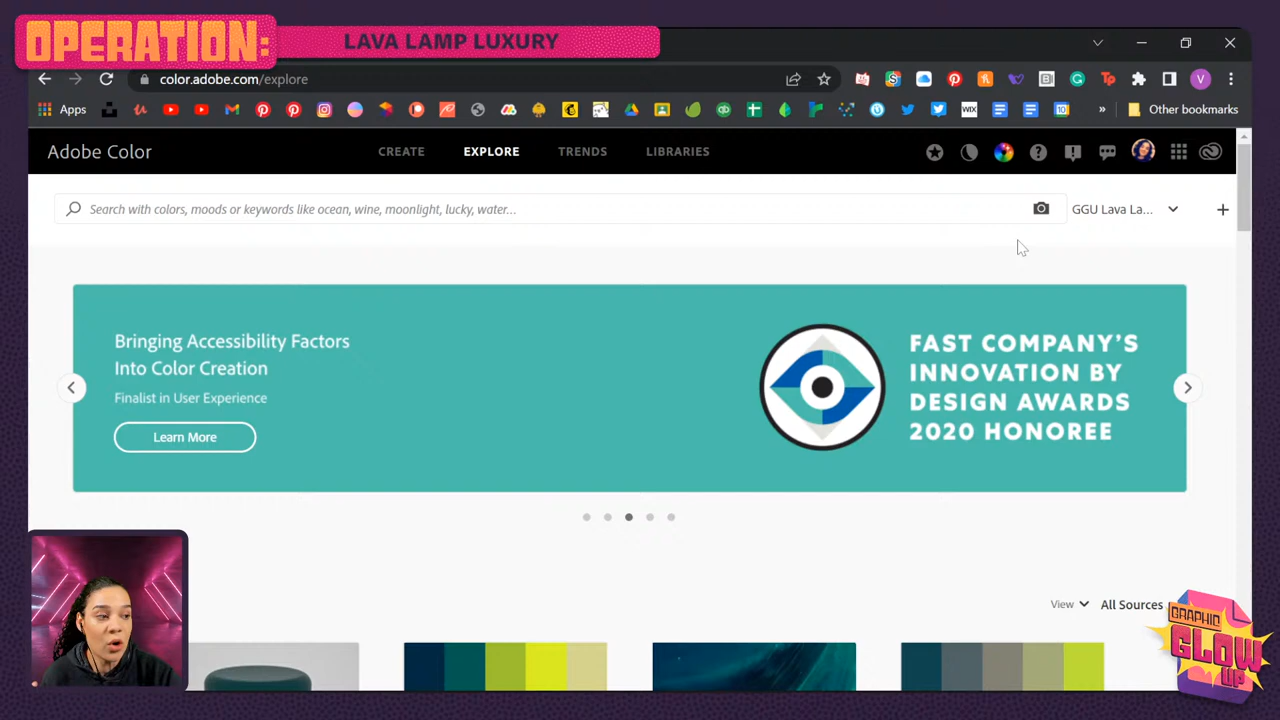 OPERATION:
LAVA LAMP LUXURY
color.adobe.com/explore
Apps
WIX
Other bookmarks
Adobe Color
CREATE
EXPLORE
TRENDS
LIBRARIES
Search with colors, moods or keywords like ocean, wine, moonlight, lucky, water...
GGU Lava La...
Bringing Accessibility Factors
Into Color Creation
Finalist in User Experience
Learn More
FAST COMPANY'S
INNOVATION BY
DESIGN AWARDS
2020 HONOREE
View
All Sources
GRAPHIC
GLOW
UP